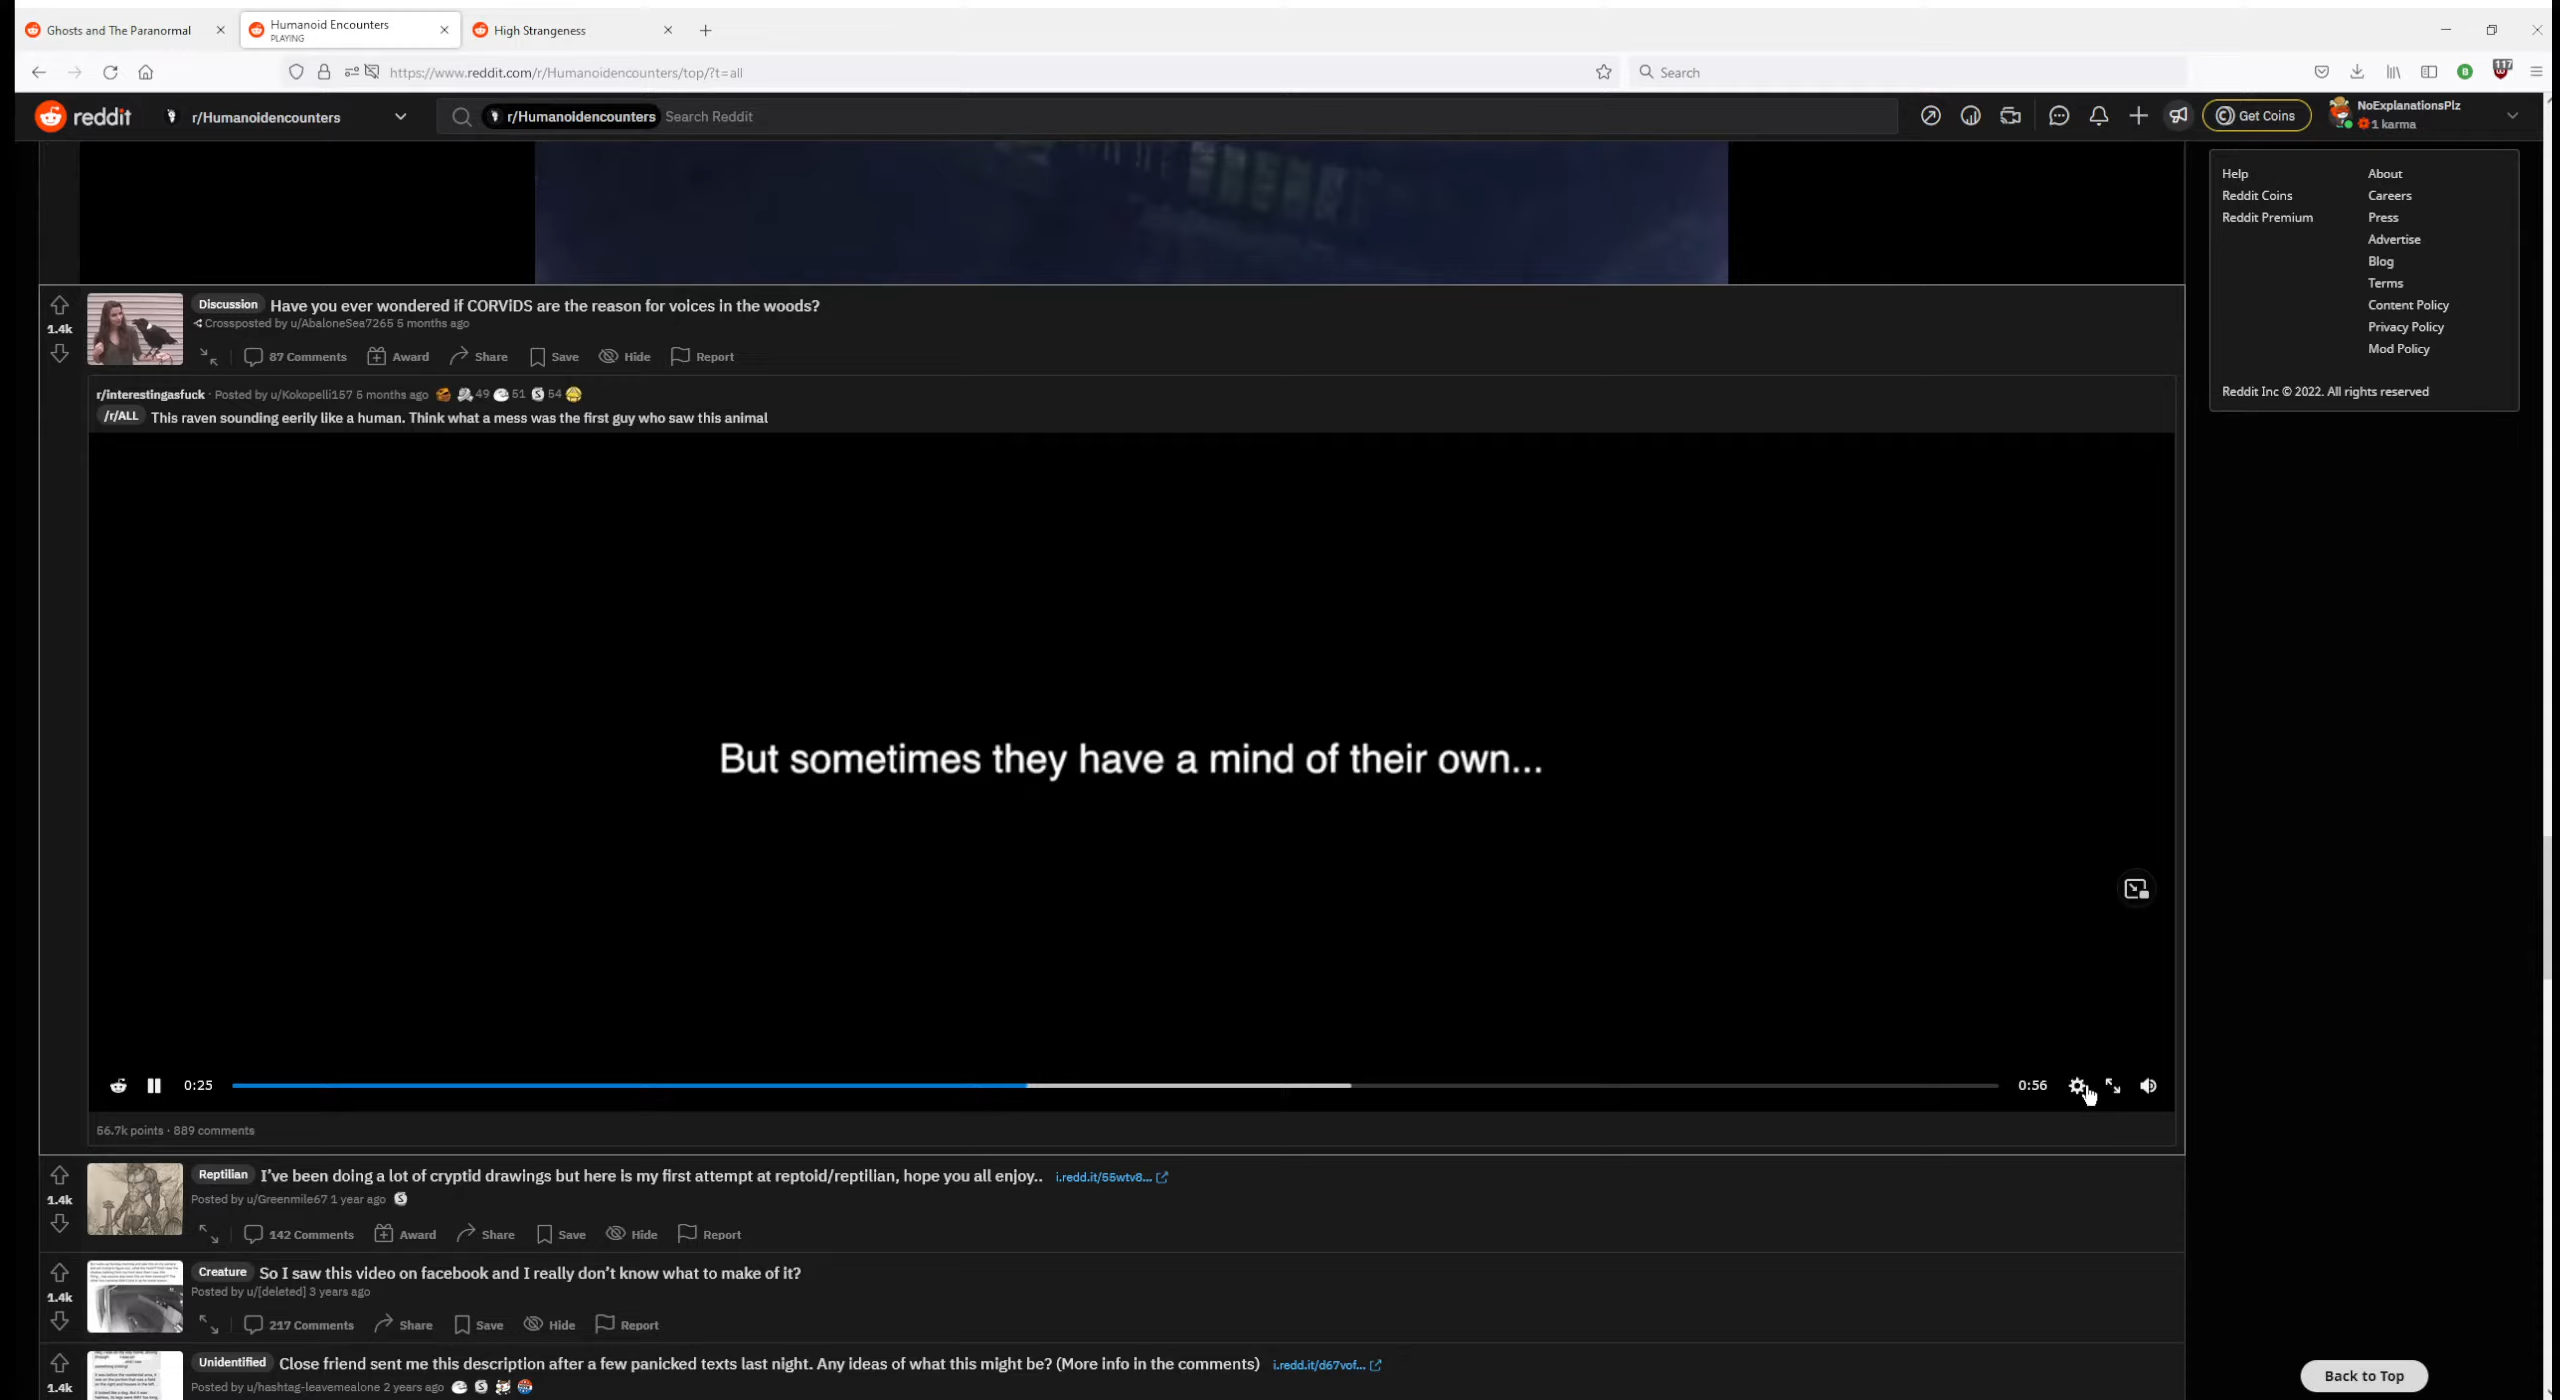 Ghosts and The Paranormal
Humanoid Encounters
PLAYING
High Strangeness
https://www.reddit.com/r/Humanoidencounters/top/?t=all
Search
117
reddit
r/Humanoidencounters
r/Humanoidencounters Search Reddit
Get Coins
NoExplanationsPlz
1 karma
Help
About
Reddit Coins
Careers
Reddit Premium
Press
Advertise
Blog
Terms
Content Policy
Privacy Policy
Mod Policy
Reddit Inc © 2022. All rights reserved
1.4k
Discussion Have you ever wondered if CORViDS are the reason for voices in the woods?
Crossposted by u/AbaloneSea7265 5 months ago
87 Comments Award Share Save Hide Report
r/interestingasfuck · Posted by u/Kokopelli157 5 months ago 49 51 S 54
/r/ALL This raven sounding eerily like a human. Think what a mess was the first guy who saw this animal
But sometimes they have a mind of their own...
0:25
0:56
56.7k points · 889 comments
1.4k
Reptilian I've been doing a lot of cryptid drawings but here is my first attempt at reptoid/reptilian, hope you all enjoy.. i.redd.it/55wtv8...
Posted by u/Greenmile67 1 year ago S
142 Comments Award Share Save Hide Report
1.4k
Creature So I saw this video on facebook and I really don't know what to make of it?
Posted by u/[deleted] 3 years ago
217 Comments Share Save Hide Report
1.4k
Unidentified Close friend sent me this description after a few panicked texts last night. Any ideas of what this might be? (More info in the comments) i.redd.it/d67vof...
Posted by u/hashtag-leavemealone 2 years ago S
Back to Top